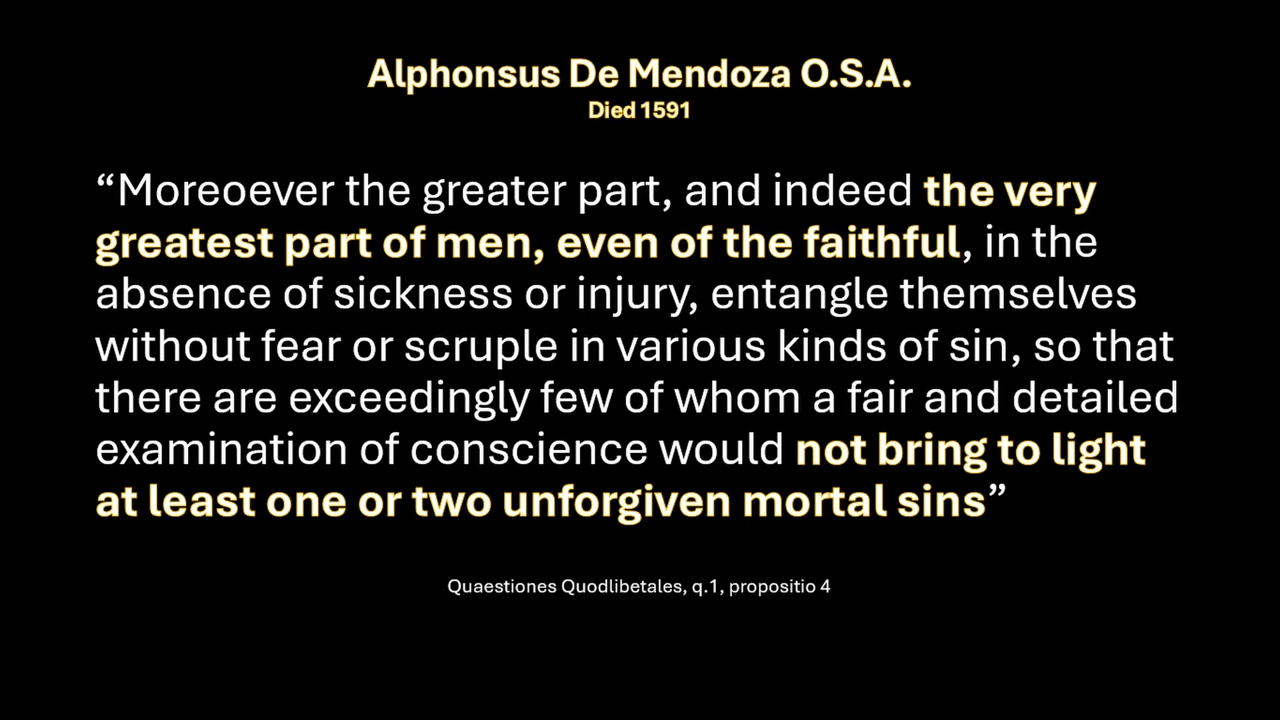 Alphonsus De Mendoza O.S.A.
Died 1591
“Moreoever the greater part, and indeed the very
greatest part of men, even of the faithful, in the
absence of sickness or injury, entangle themselves
without fear or scruple in various kinds of sin, so that
there are exceedingly few of whom a fair and detailed
examination of conscience would not bring to light
at least one or two unforgiven mortal sins”
Quaestiones Quodlibetales, q.1, propositio 4